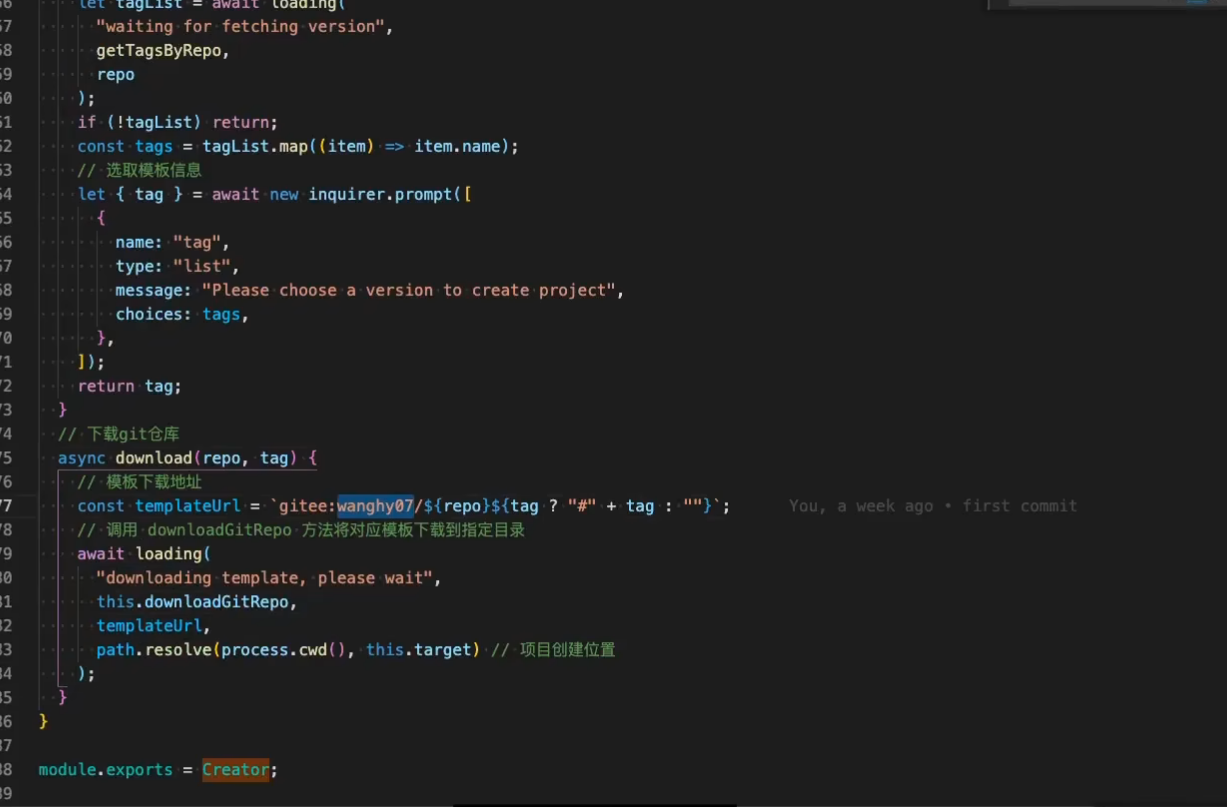 let tagList = await loading(
57 "waiting for fetching version",
58 getTagsByRepo,
59 repo
60 );
61 if (!tagList) return;
62 const tags = tagList.map((item) => item.name);
63 // 选取模板信息
64 let { tag } = await new inquirer.prompt([
65 {
66 name: "tag",
67 type: "list",
68 message: "Please choose a version to create project",
69 choices: tags,
70 },
71 ]);
72 return tag;
73 }
74 // 下载git仓库
75 async download(repo, tag) {
76 // 模板下载地址
77 const templateUrl = `gitee:wanghy07/${repo}${tag ? "#" + tag : ""}`; You, a week ago • first commit
78 // 调用 downloadGitRepo 方法将对应模板下载到指定目录
79 await loading(
80 "downloading template, please wait",
81 this.downloadGitRepo,
82 templateUrl,
83 path.resolve(process.cwd(), this.target) // 项目创建位置
84 );
85 }
86 }
87
88 module.exports = Creator;
89